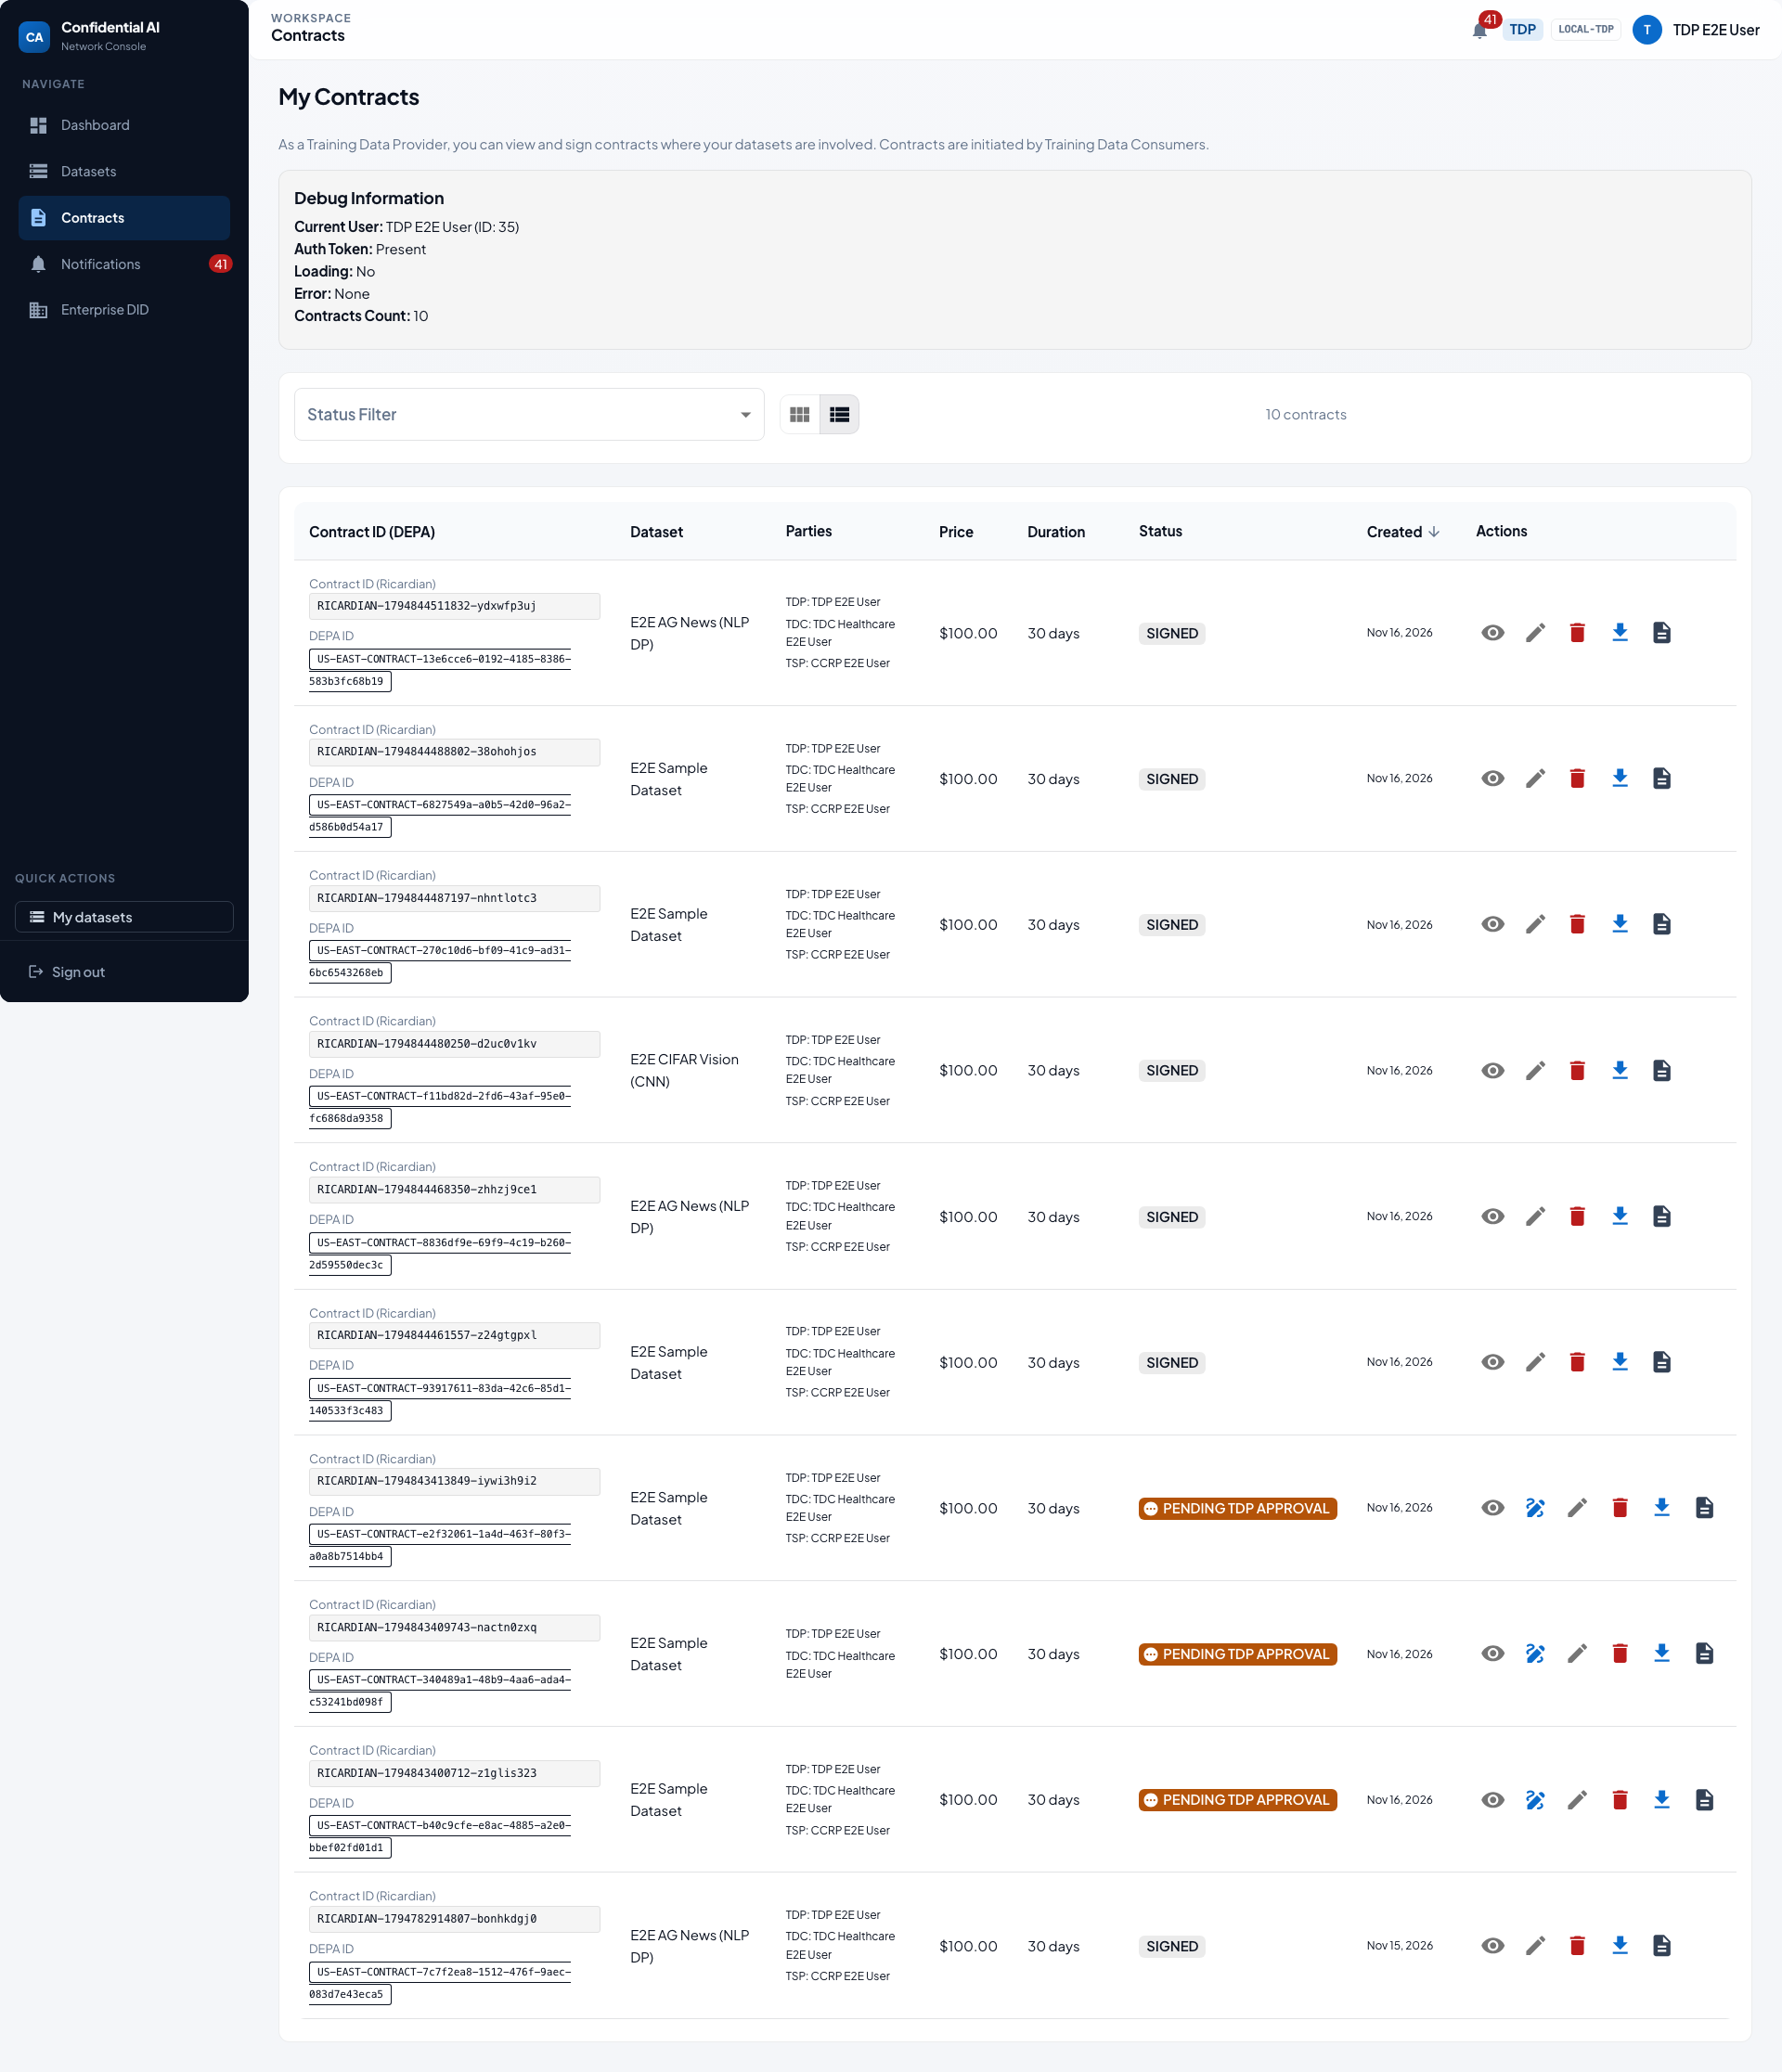 CA
Confidential AI
Network Console
NAVIGATE
Dashboard
Datasets
Contracts
Notifications
41
Enterprise DID
QUICK ACTIONS
My datasets
Sign out
WORKSPACE
Contracts
41
TDP
LOCAL-TDP
T
TDP E2E User
My Contracts
As a Training Data Provider, you can view and sign contracts where your datasets are involved. Contracts are initiated by Training Data Consumers.
Debug Information
Current User: TDP E2E User (ID: 35)
Auth Token: Present
Loading: No
Error: None
Contracts Count: 10
Status Filter
10 contracts
Contract ID (DEPA) Dataset Parties Price Duration Status Created Actions
Contract ID (Ricardian)
RICARDIAN-1794844511832-ydxwfp3uj
DEPA ID
US-EAST-CONTRACT-13e6cce6-0192-4185-8386-
583b3fc68b19
E2E AG News (NLP
DP)
TDP: TDP E2E User
TDC: TDC Healthcare
E2E User
TSP: CCRP E2E User
$100.00
30 days
SIGNED
Nov 16, 2026
Contract ID (Ricardian)
RICARDIAN-1794844488802-38ohohjos
DEPA ID
US-EAST-CONTRACT-6827549a-a0b5-42d0-96a2-
d586b0d54a17
E2E Sample
Dataset
TDP: TDP E2E User
TDC: TDC Healthcare
E2E User
TSP: CCRP E2E User
$100.00
30 days
SIGNED
Nov 16, 2026
Contract ID (Ricardian)
RICARDIAN-1794844487197-nhntlotc3
DEPA ID
US-EAST-CONTRACT-270c10d6-bf09-41c9-ad31-
6bc6543268eb
E2E Sample
Dataset
TDP: TDP E2E User
TDC: TDC Healthcare
E2E User
TSP: CCRP E2E User
$100.00
30 days
SIGNED
Nov 16, 2026
Contract ID (Ricardian)
RICARDIAN-1794844480250-d2uc0v1kv
DEPA ID
US-EAST-CONTRACT-f11bd82d-2fd6-43af-95e0-
fc6868da9358
E2E CIFAR Vision
(CNN)
TDP: TDP E2E User
TDC: TDC Healthcare
E2E User
TSP: CCRP E2E User
$100.00
30 days
SIGNED
Nov 16, 2026
Contract ID (Ricardian)
RICARDIAN-1794844468350-zhhzj9ce1
DEPA ID
US-EAST-CONTRACT-8836df9e-69f9-4c19-b260-
2d59550dec3c
E2E AG News (NLP
DP)
TDP: TDP E2E User
TDC: TDC Healthcare
E2E User
TSP: CCRP E2E User
$100.00
30 days
SIGNED
Nov 16, 2026
Contract ID (Ricardian)
RICARDIAN-1794844461557-z24gtgpxl
DEPA ID
US-EAST-CONTRACT-93917611-83da-42c6-85d1-
140533f3c483
E2E Sample
Dataset
TDP: TDP E2E User
TDC: TDC Healthcare
E2E User
TSP: CCRP E2E User
$100.00
30 days
SIGNED
Nov 16, 2026
Contract ID (Ricardian)
RICARDIAN-1794843413849-iywi3h9i2
DEPA ID
US-EAST-CONTRACT-e2f32061-1a4d-463f-80f3-
a0a8b7514bb4
E2E Sample
Dataset
TDP: TDP E2E User
TDC: TDC Healthcare
E2E User
TSP: CCRP E2E User
$100.00
30 days
PENDING TDP APPROVAL
Nov 16, 2026
Contract ID (Ricardian)
RICARDIAN-1794843409743-nactn0zxq
DEPA ID
US-EAST-CONTRACT-340489a1-48b9-4aa6-ada4-
c53241bd098f
E2E Sample
Dataset
TDP: TDP E2E User
TDC: TDC Healthcare
E2E User
$100.00
30 days
PENDING TDP APPROVAL
Nov 16, 2026
Contract ID (Ricardian)
RICARDIAN-1794843400712-z1glis323
DEPA ID
US-EAST-CONTRACT-b40c9cfe-e8ac-4885-a2e0-
bbef02fd01d1
E2E Sample
Dataset
TDP: TDP E2E User
TDC: TDC Healthcare
E2E User
TSP: CCRP E2E User
$100.00
30 days
PENDING TDP APPROVAL
Nov 16, 2026
Contract ID (Ricardian)
RICARDIAN-1794782914807-bonhkdgj0
DEPA ID
US-EAST-CONTRACT-7c7f2ea8-1512-476f-9aec-
083d7e43eca5
E2E AG News (NLP
DP)
TDP: TDP E2E User
TDC: TDC Healthcare
E2E User
TSP: CCRP E2E User
$100.00
30 days
SIGNED
Nov 15, 2026